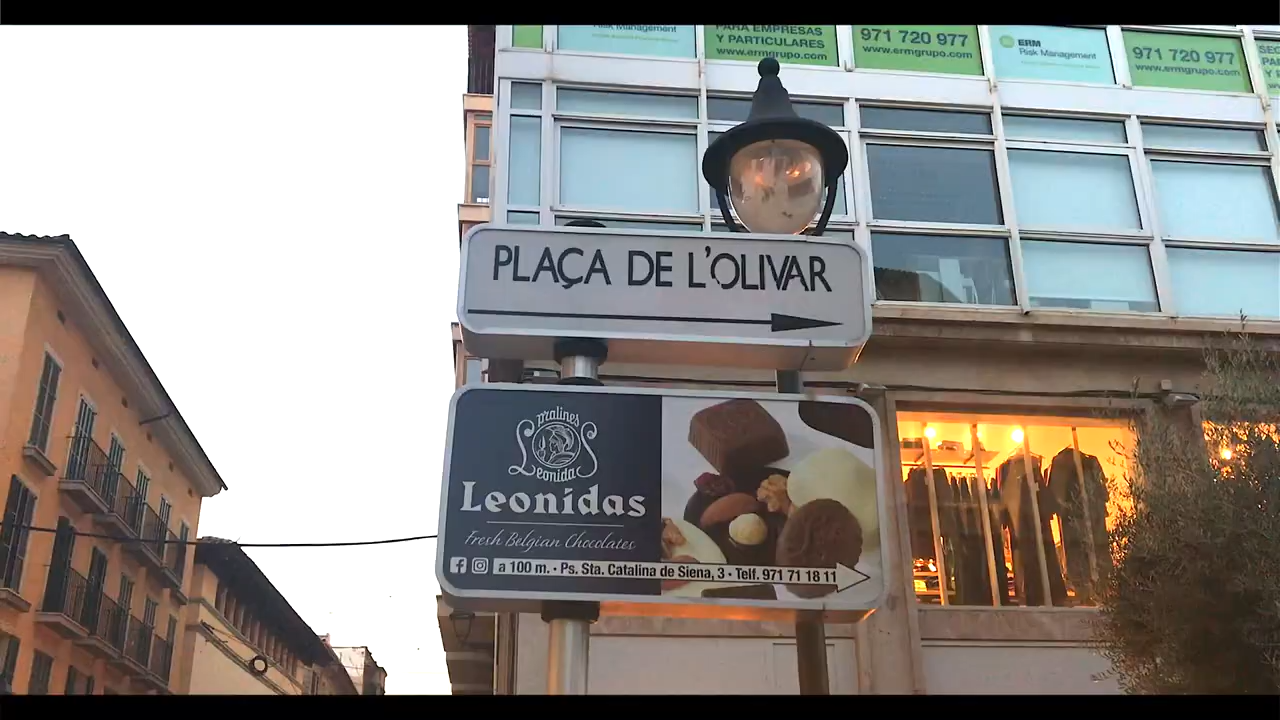 Risk Management
PARA EMPRESAS
Y PARTICULARES
www.ermgrupo.com
971 720 977
www.ermgrupo.com
ERM
Risk Management
971 720 977
www.ermgrupo.com
PLAÇA DE L'OLIVAR
pralines
Leonidas
Leonidas
Fresh Belgian Chocolates
a 100 m. • Ps. Sta. Catalina de Siena, 3 • Telf. 971 71 18 11